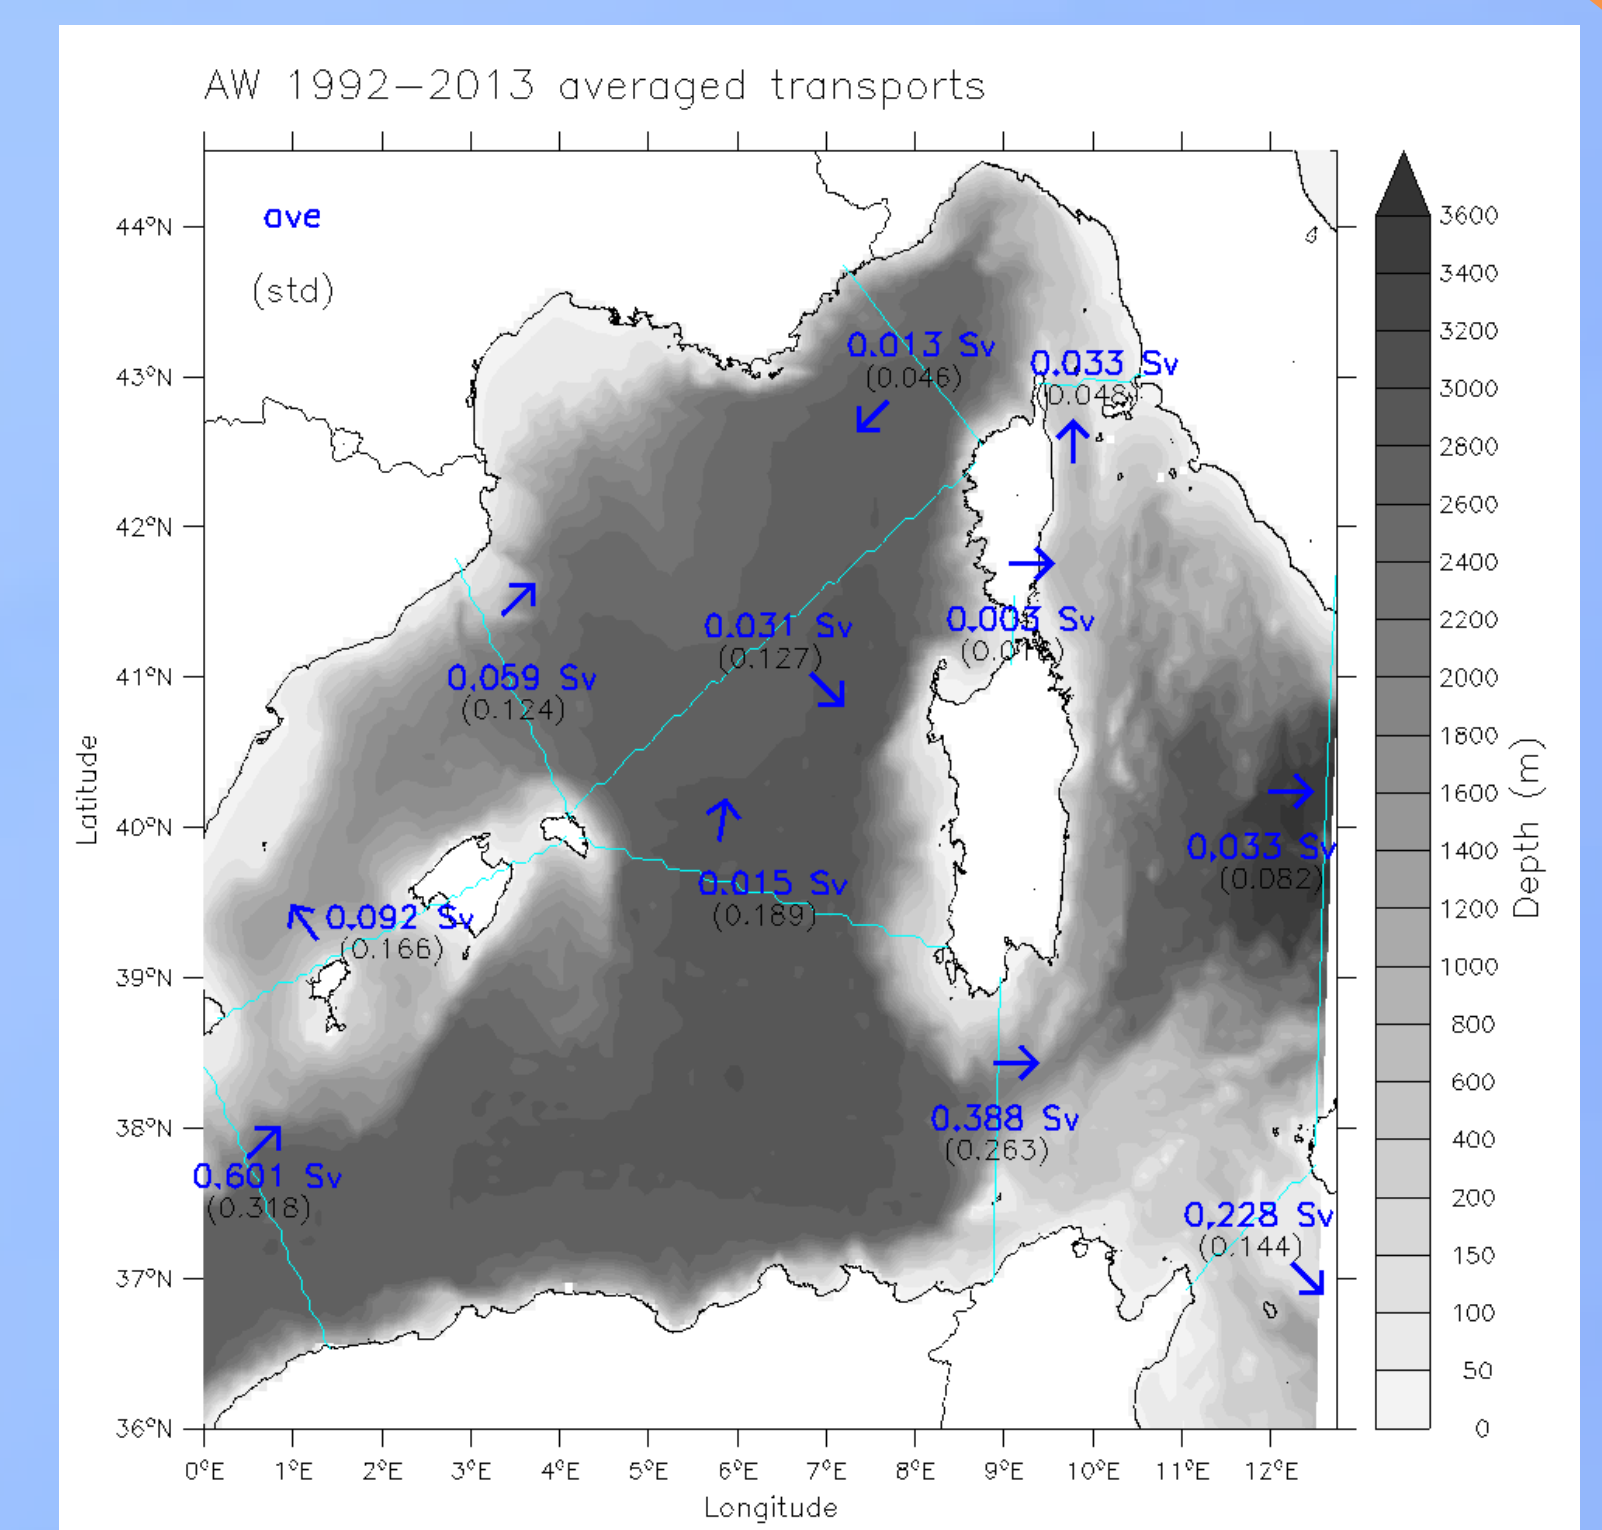 AW 1992-2013 averaged transports
ave
(std)
44°N
43°N
42°N
41°N
40°N
39°N
38°N
37°N
36°N
Latitude
0.013 Sv
(0.046)
0.033 Sv
(0.048)
0.003 Sv
0.031 Sv
(0.127)
0.059 Sv
(0.124)
0.033 Sv
(0.082)
0.015 Sv
(0.189)
0.092 Sv
(0.166)
0.388 Sv
(0.263)
0.601 Sv
(0.318)
0.228 Sv
(0.144)
0°E 1°E 2°E 3°E 4°E 5°E 6°E 7°E 8°E 9°E 10°E 11°E 12°E
Longitude
3600
3400
3200
3000
2800
2600
2400
2200
2000
1800
1600
1400
1200
1000
800
600
400
200
150
100
50
0
Depth (m)